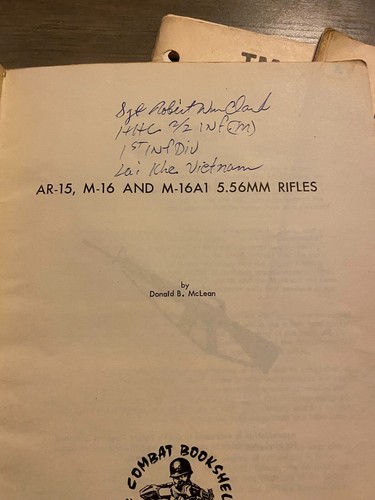 TM
Sgt Robert Wm Clark
HHC 2/2 INF (M)
1ST INF DIV
Lai Khe Vietnam
AR-15, M-16 AND M-16A1 5.56MM RIFLES
by
Donald B. McLean
COMBAT BOOKSHELF